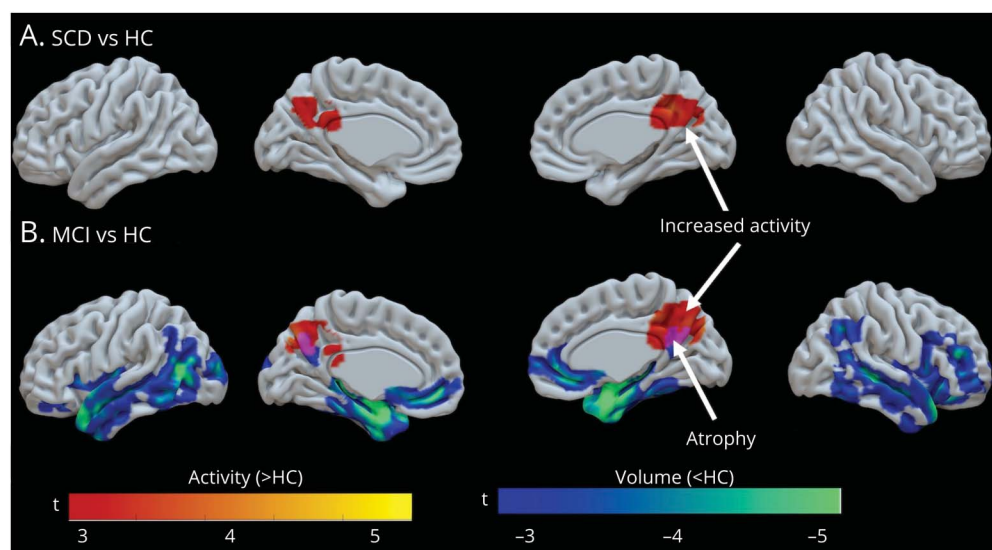 A. SCD vs HC
Increased activity
B. MCI vs HC
Atrophy
Activity (>HC)
t
3 4 5
Volume (<HC)
t
−3 −4 −5